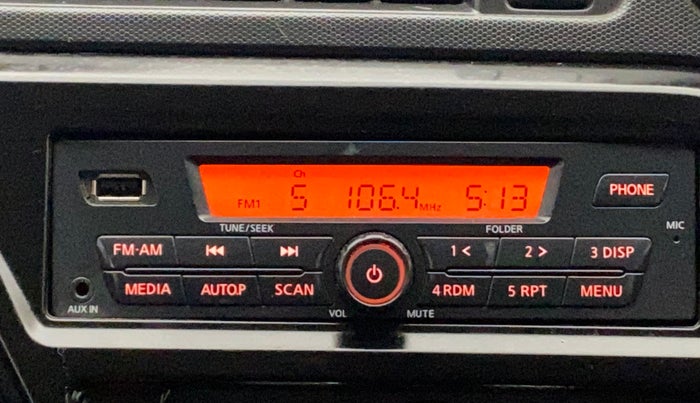 Ch
FM1 5 106.4 MHz 5:13
PHONE
TUNE/SEEK FOLDER
MIC
FM·AM 1 < 2 > 3 DISP
MEDIA AUTO.P SCAN 4 RDM 5 RPT MENU
AUX IN VOL MUTE